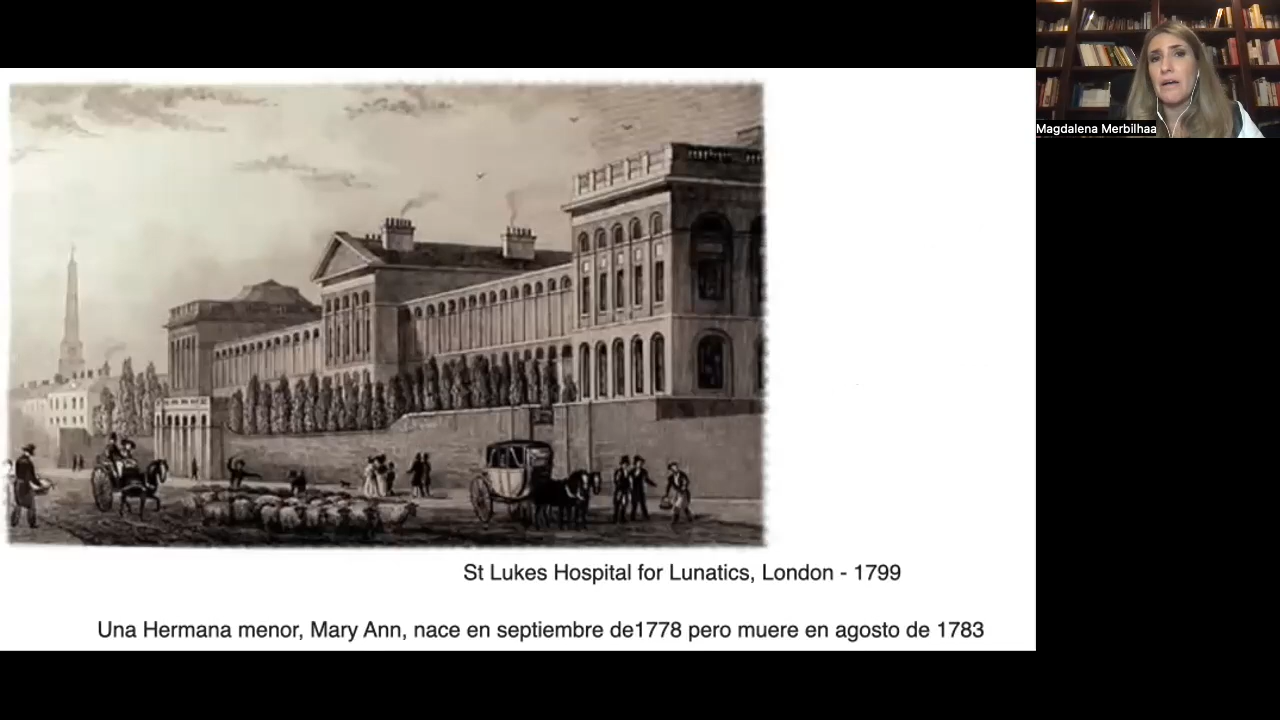 Magdalena Merbilhaa
St Lukes Hospital for Lunatics, London - 1799
Una Hermana menor, Mary Ann, nace en septiembre de1778 pero muere en agosto de 1783